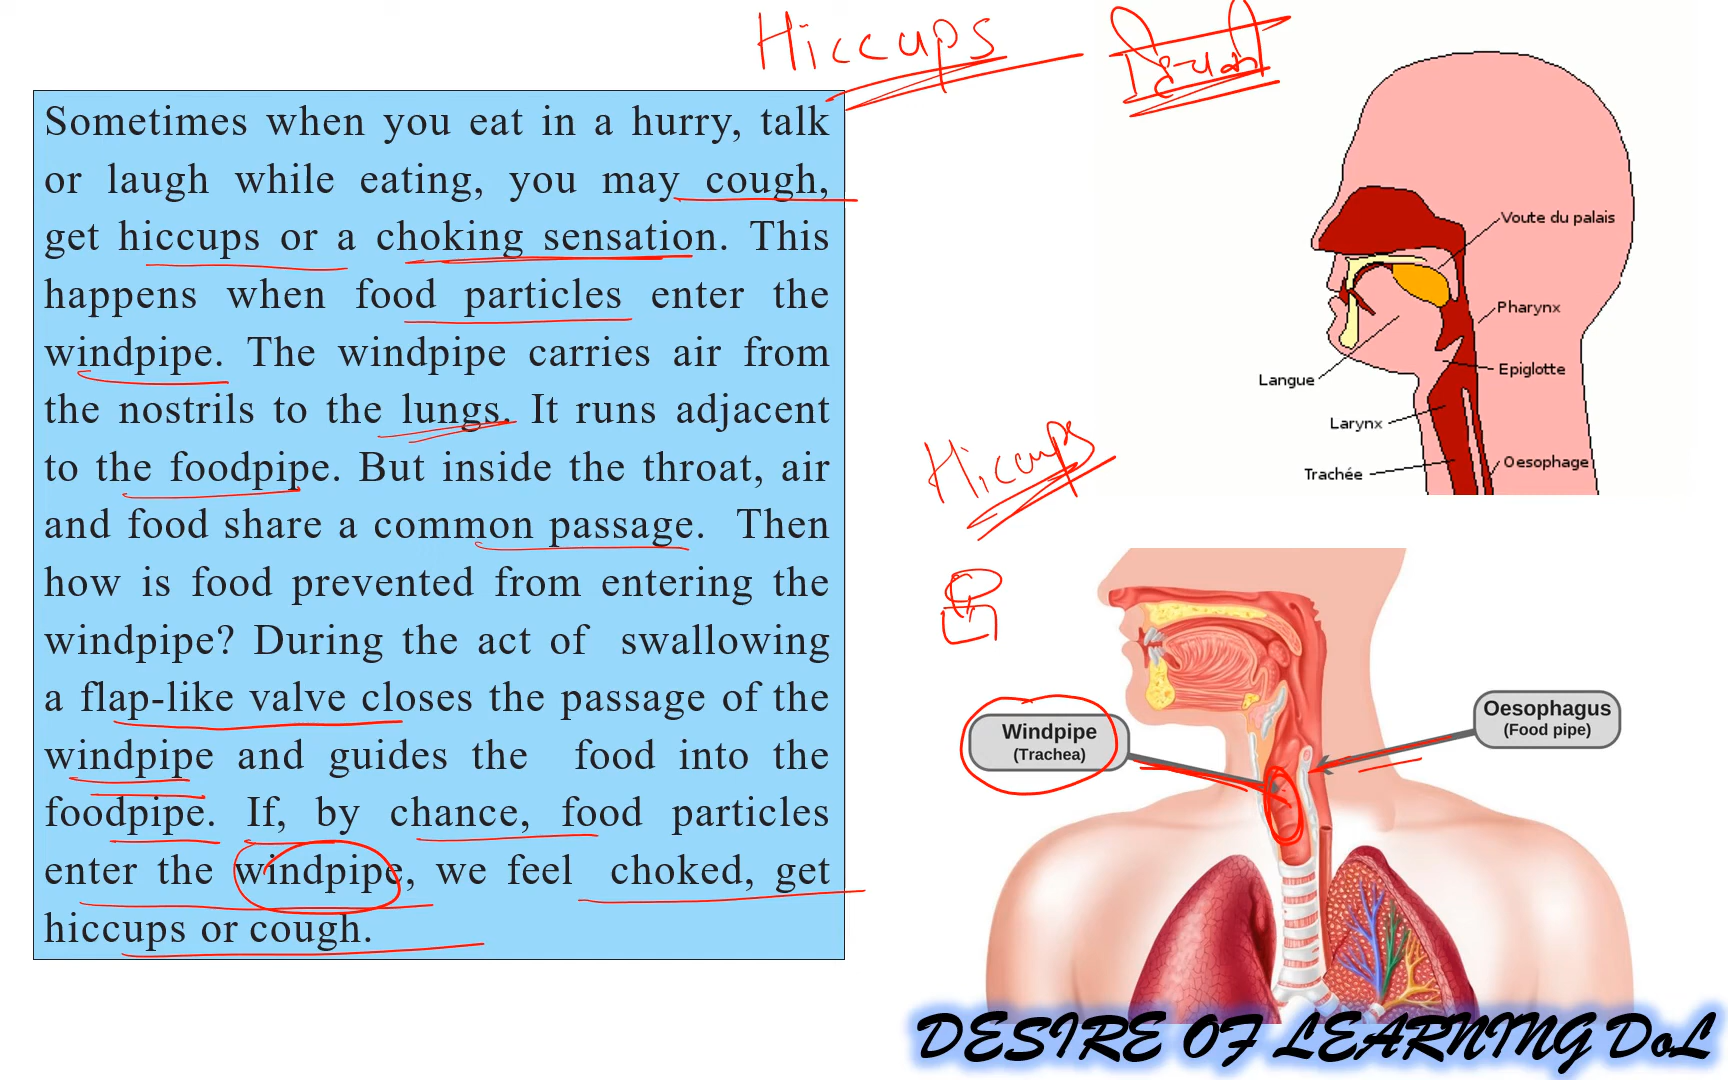 Hiccups
Sometimes when you eat in a hurry, talk
or laugh while eating, you may cough,
get hiccups or a choking sensation. This
happens when food particles enter the
windpipe. The windpipe carries air from
the nostrils to the lungs. It runs adjacent
to the foodpipe. But inside the throat, air
and food share a common passage. Then
how is food prevented from entering the
windpipe? During the act of swallowing
a flap-like valve closes the passage of the
windpipe and guides the food into the
foodpipe. If, by chance, food particles
enter the windpipe, we feel choked, get
hiccups or cough.
Voute du palais
Pharynx
Epiglotte
Langue
Larynx
Trachée
Oesophage
Hiccups
Windpipe
(Trachea)
Oesophagus
(Food pipe)
DESIRE OF LEARNING DoL